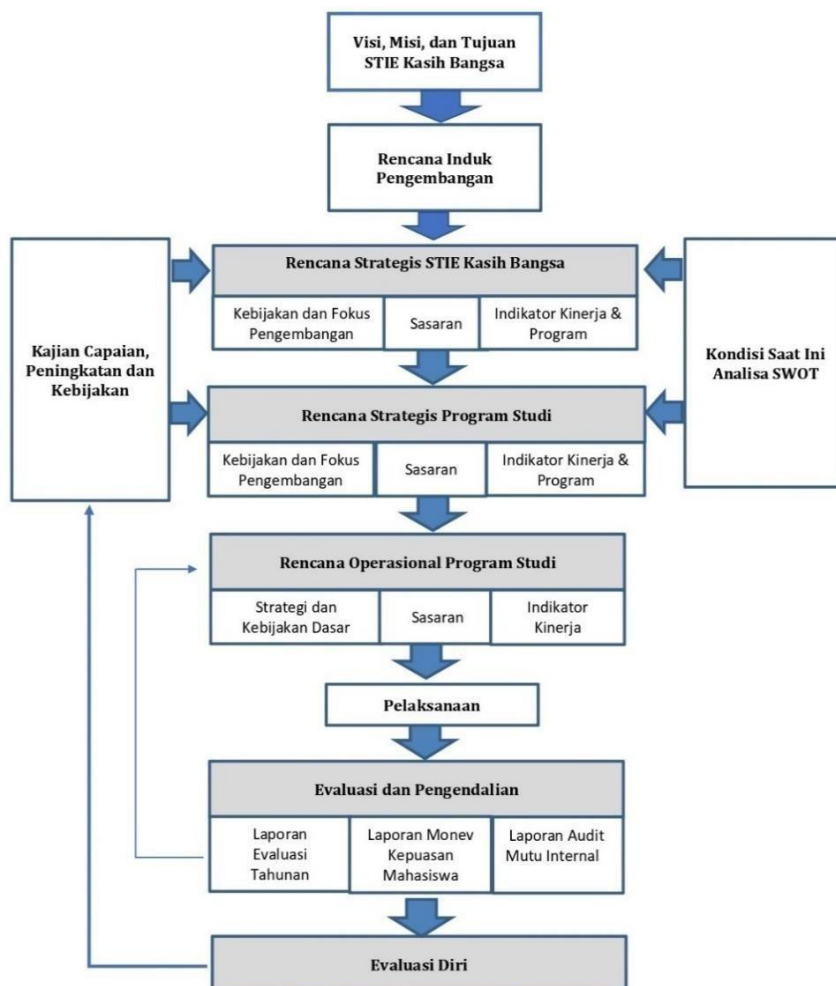 Visi, Misi, dan Tujuan
STIE Kasih Bangsa
Rencana Induk
Pengembangan
Rencana Strategis STIE Kasih Bangsa
Kebijakan dan Fokus
Pengembangan
Sasaran
Indikator Kinerja &
Program
Kajian Capaian,
Peningkatan dan
Kebijakan
Kondisi Saat Ini
Analisa SWOT
Rencana Strategis Program Studi
Kebijakan dan Fokus
Pengembangan
Sasaran
Indikator Kinerja &
Program
Rencana Operasional Program Studi
Strategi dan
Kebijakan Dasar
Sasaran
Indikator
Kinerja
Pelaksanaan
Evaluasi dan Pengendalian
Laporan
Evaluasi
Tahunan
Laporan Monev
Kepuasan
Mahasiswa
Laporan Audit
Mutu Internal
Evaluasi Diri